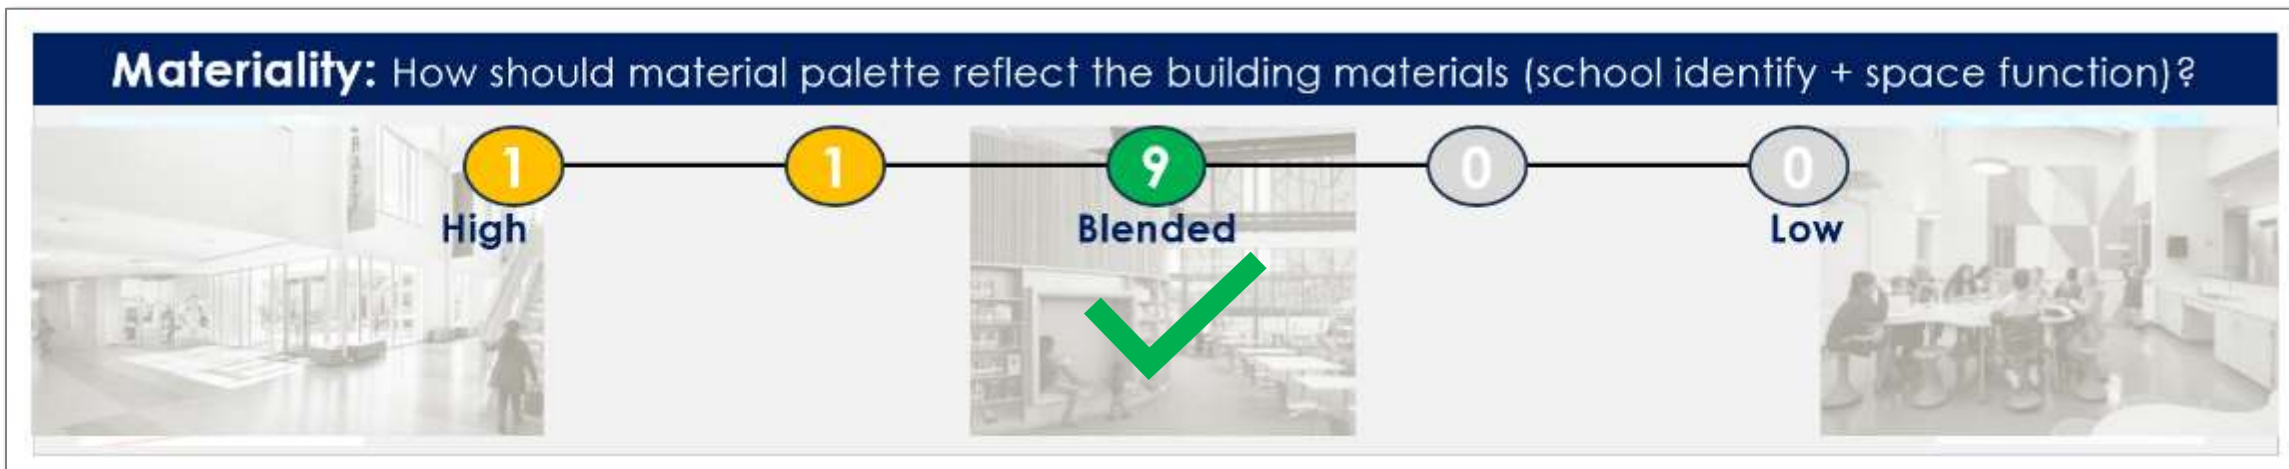 Materiality: How should material palette reflect the building materials (school identify + space function)?
1 1 9 0 0
High Blended Low